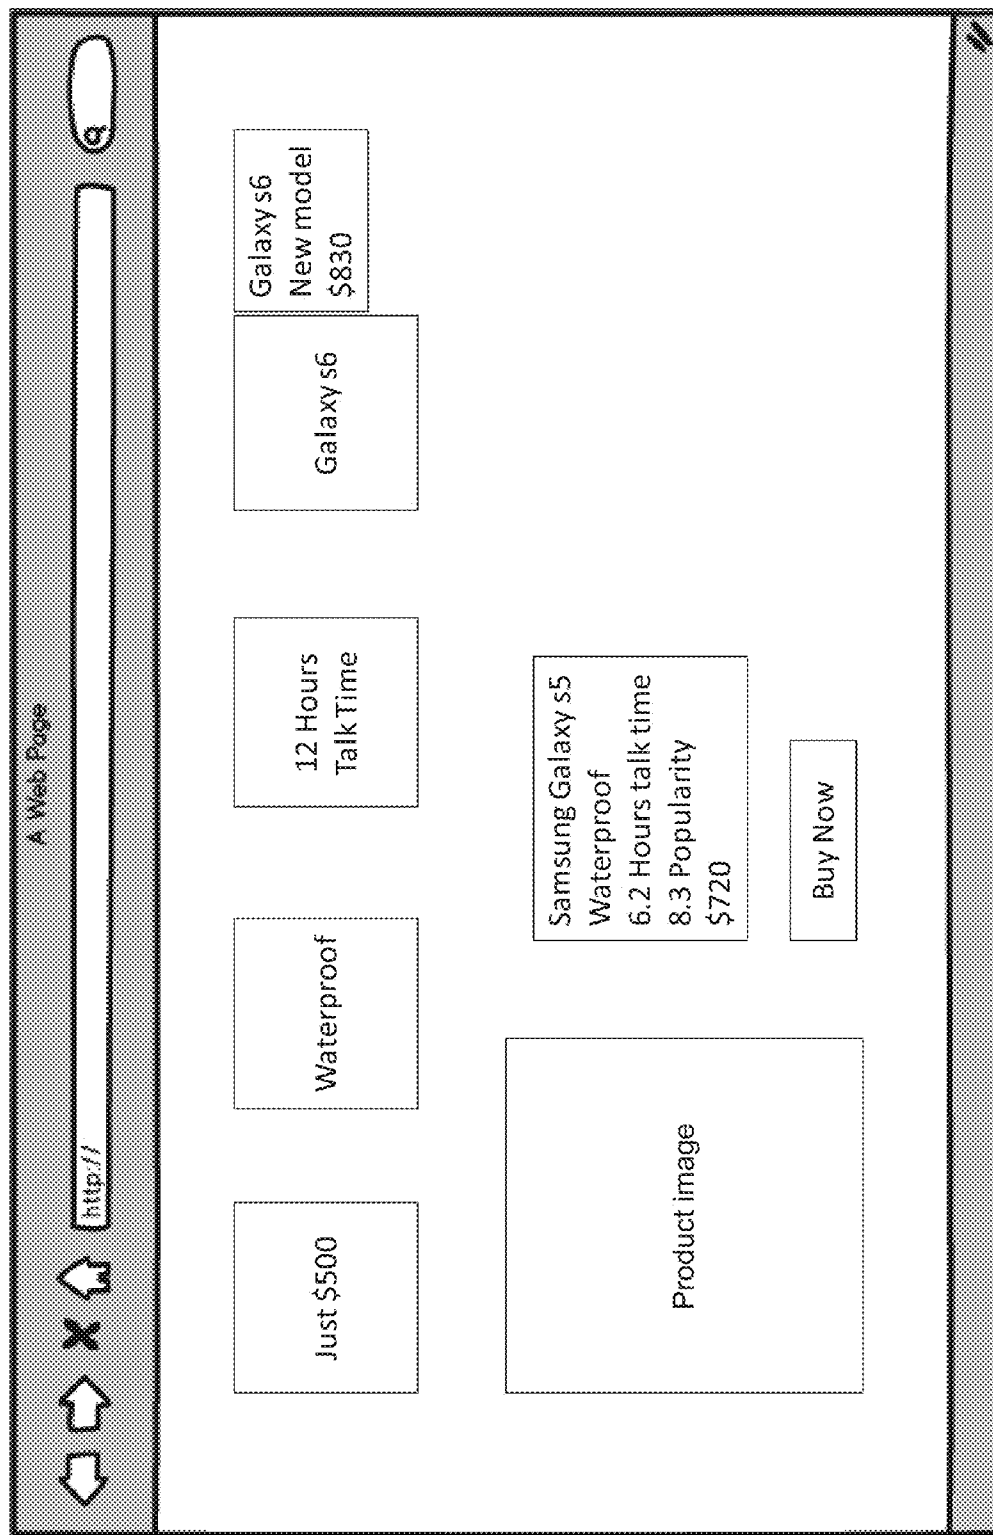 A Web Page
http://
Just $500
Waterproof
12 Hours
Talk Time
Galaxy s6
Galaxy s6
New model
$830
Product image
Samsung Galaxy s5
Waterproof
6.2 Hours talk time
8.3 Popularity
$720
Buy Now